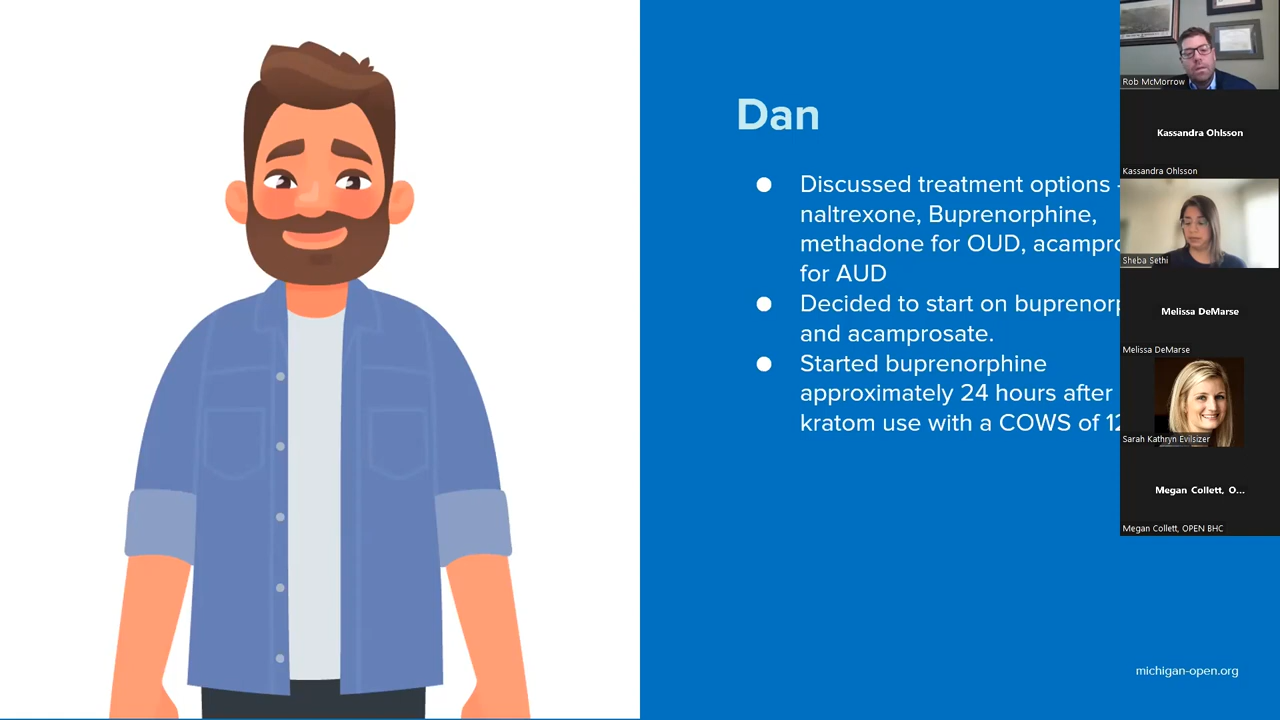 Dan
● Discussed treatment options -
naltrexone, Buprenorphine,
methadone for OUD, acampro
for AUD
● Decided to start on buprenorp
and acamprosate.
● Started buprenorphine
approximately 24 hours after
kratom use with a COWS of 12
michigan-open.org
Rob McMorrow
Kassandra Ohlsson
Kassandra Ohlsson
Sheba Sethi
Melissa DeMarse
Melissa DeMarse
Sarah Kathryn Evilsizer
Megan Collett, O...
Megan Collett, OPEN BHC